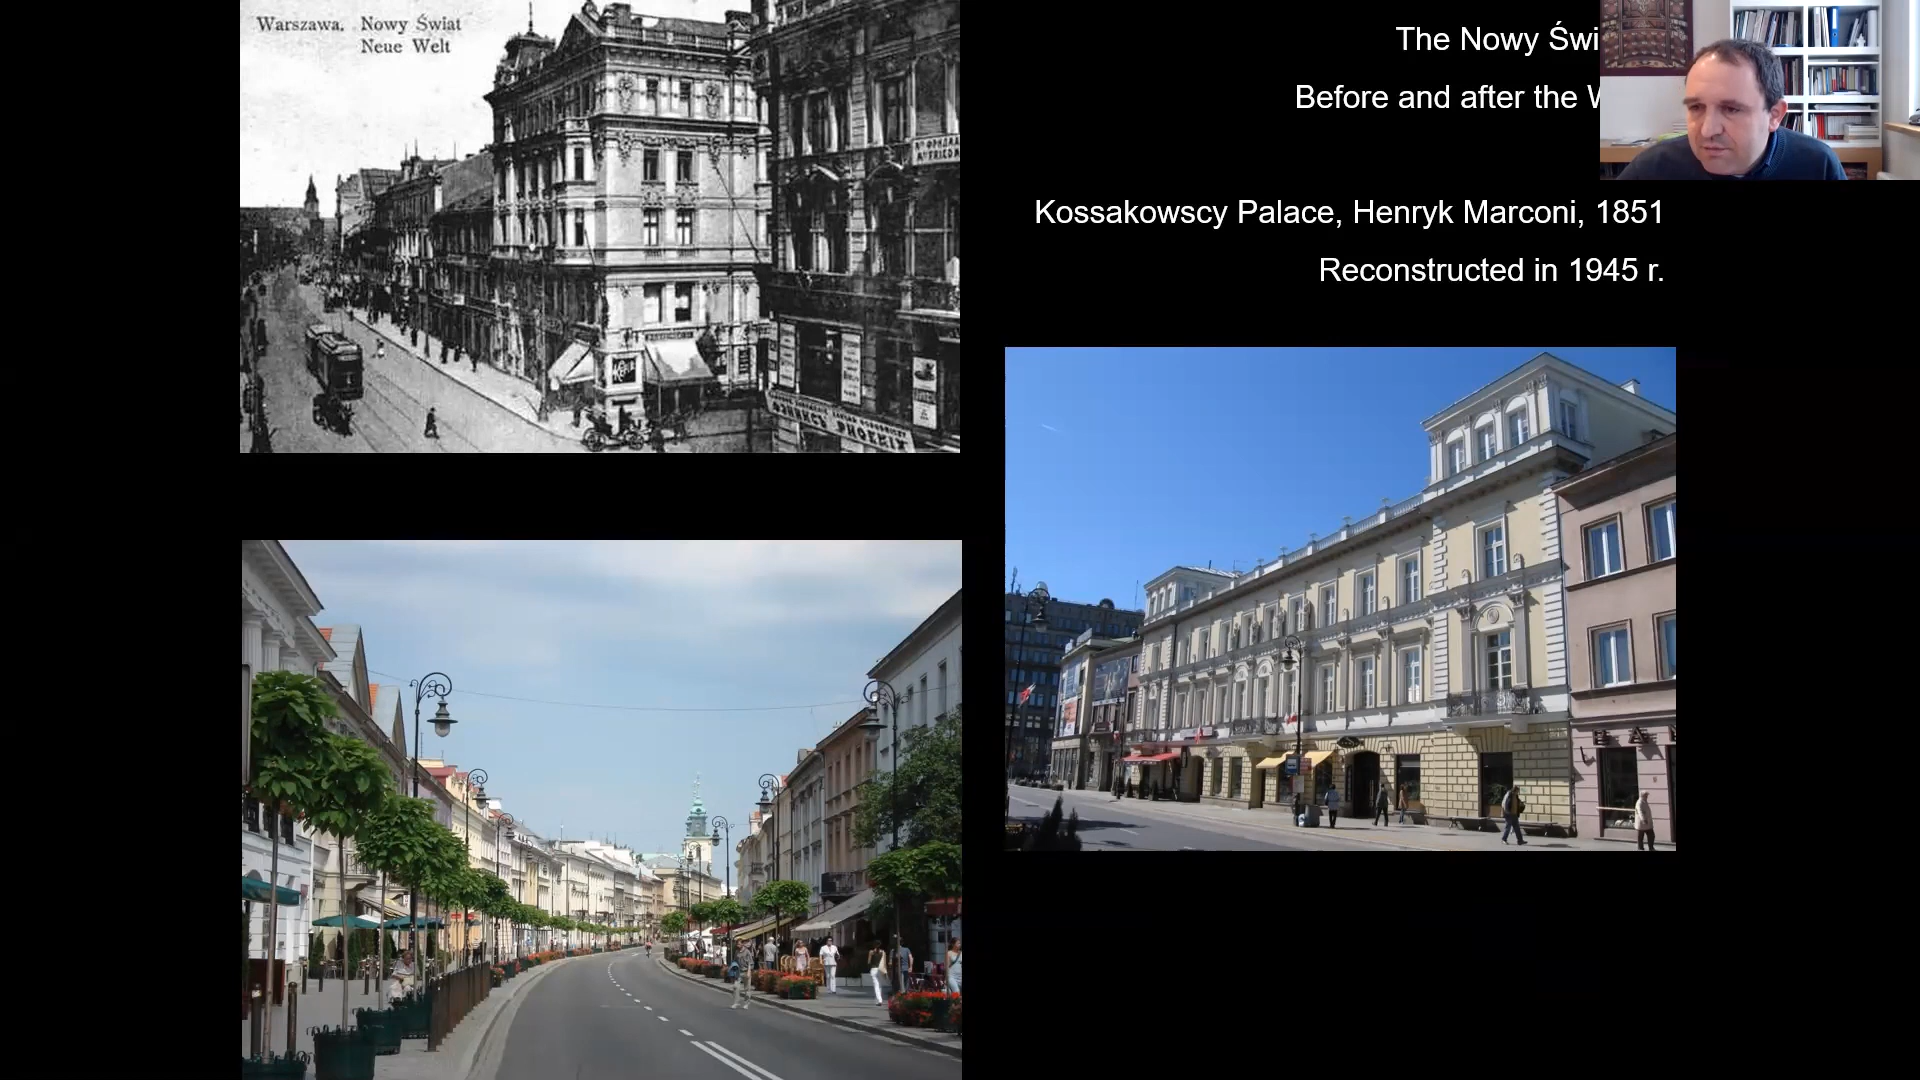 Warszawa. Nowy Świat
Neue Welt
PHOENIX
The Nowy Świ
Before and after the W
Kossakowscy Palace, Henryk Marconi, 1851
Reconstructed in 1945 r.